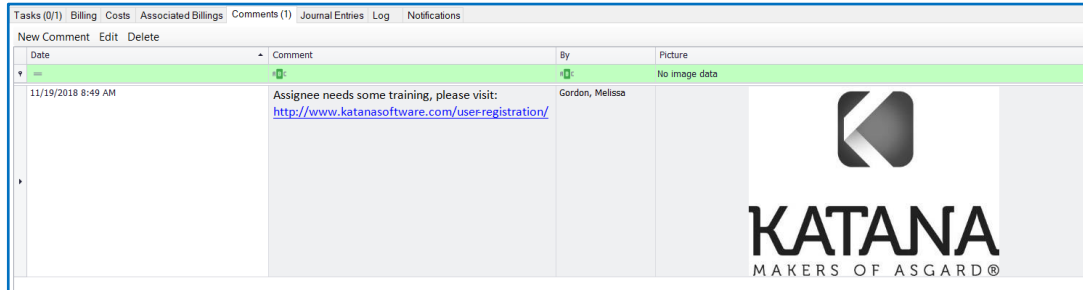 Tasks (0/1) Billing Costs Associated Billings Comments (1) Journal Entries Log Notifications
New Comment Edit Delete
Date Comment By Picture
= ABC ABC No image data
11/19/2018 8:49 AM Assignee needs some training, please visit: Gordon, Melissa
http://www.katanasoftware.com/user-registration/
KATANA
MAKERS OF ASGARD®